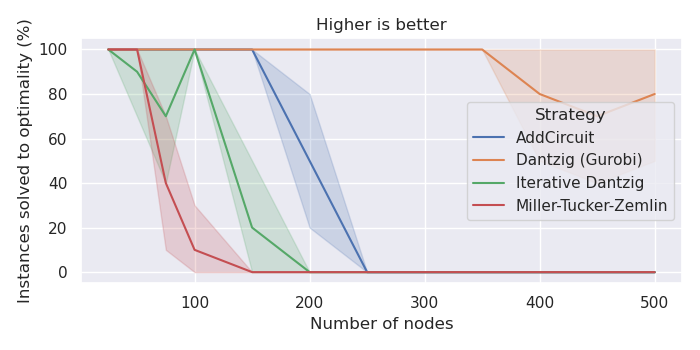 Higher is better
Instances solved to optimality (%)
100
80
60
40
20
0
Strategy
AddCircuit
Dantzig (Gurobi)
Iterative Dantzig
Miller-Tucker-Zemlin
100 200 300 400 500
Number of nodes